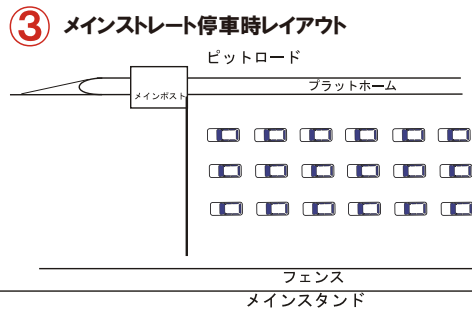 ③ メインストレート停車時レイアウト
ピットロード
プラットホーム
メインポスト
フェンス
メインスタンド